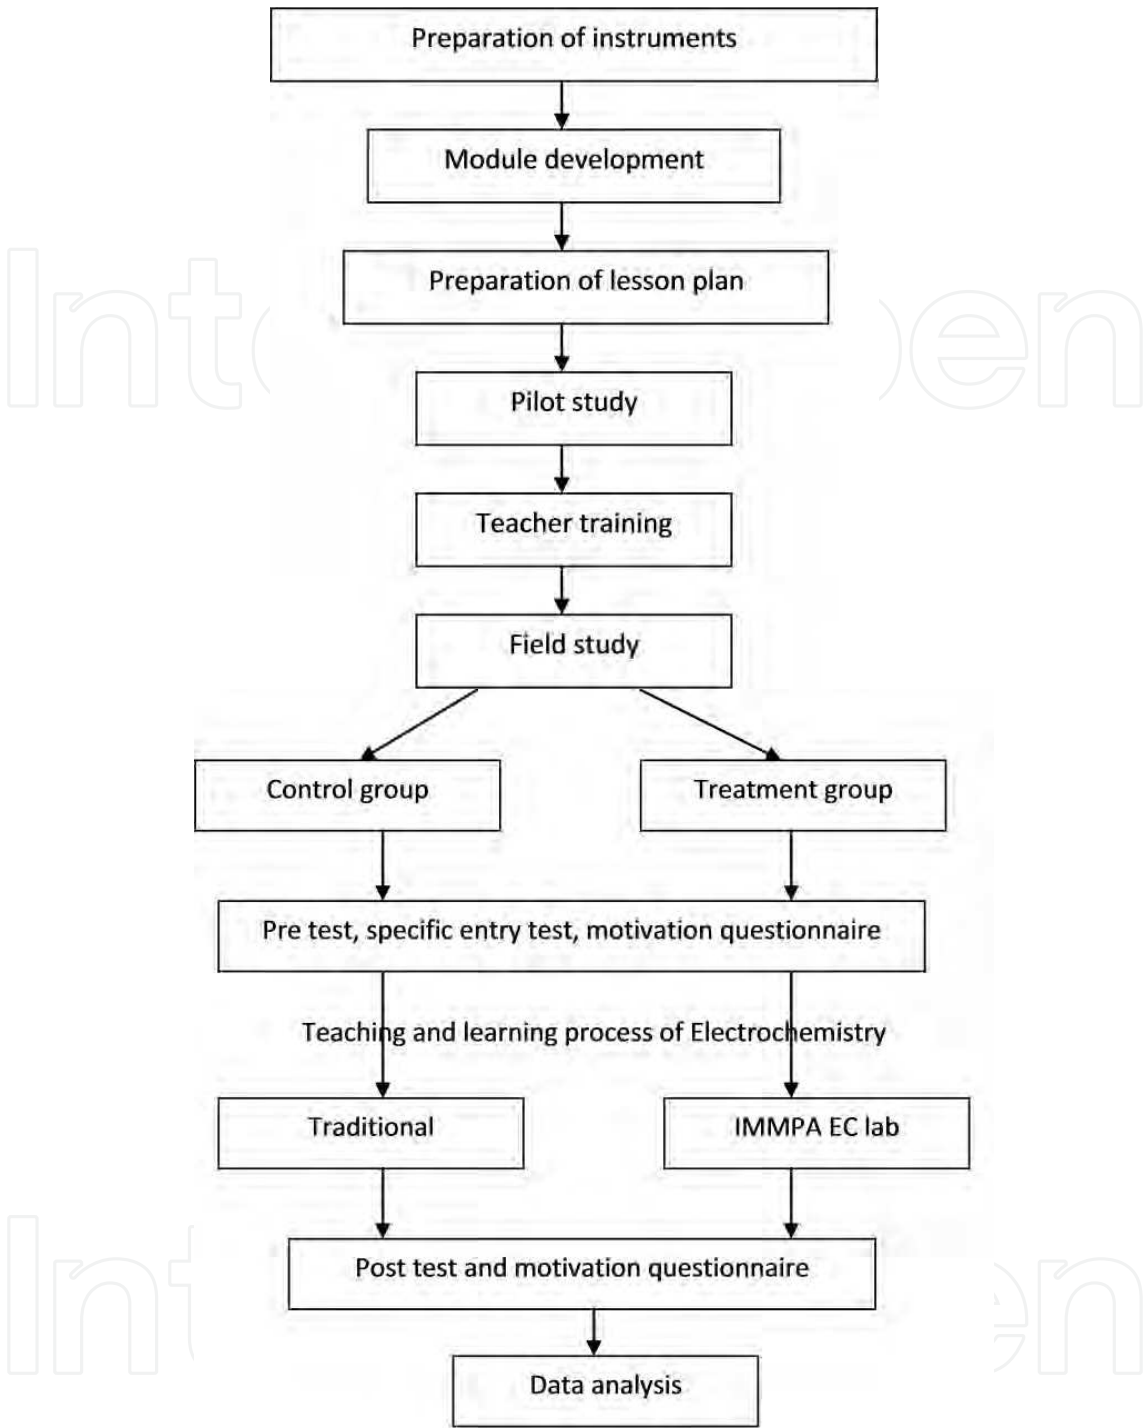 Preparation of instruments
Module development
Preparation of lesson plan
Pilot study
Teacher training
Field study
Control group
Treatment group
Pre test, specific entry test, motivation questionnaire
Teaching and learning process of Electrochemistry
Traditional
IMMPA EC lab
Post test and motivation questionnaire
Data analysis